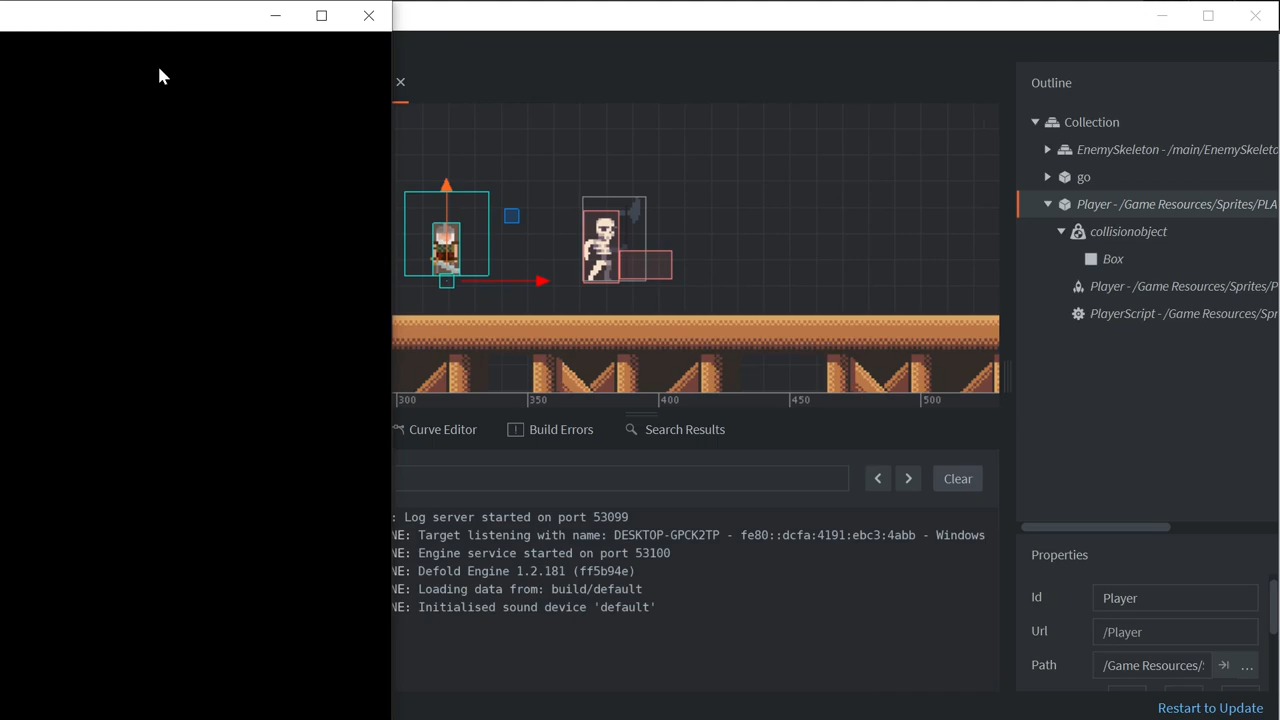 Outline
Collection
EnemySkeleton - /main/EnemySkeleto
go
Player - /Game Resources/Sprites/PLA
collisionobject
Box
Player - /Game Resources/Sprites/P
PlayerScript - /Game Resources/Spr
300 350 400 450 500
Curve Editor Build Errors Search Results
Clear
: Log server started on port 53099
NE: Target listening with name: DESKTOP-GPCK2TP - fe80::dcfa:4191:ebc3:4abb - Windows
NE: Engine service started on port 53100
NE: Defold Engine 1.2.181 (ff5b94e)
NE: Loading data from: build/default
NE: Initialised sound device 'default'
Properties
Id Player
Url /Player
Path /Game Resources/: ...
Restart to Update